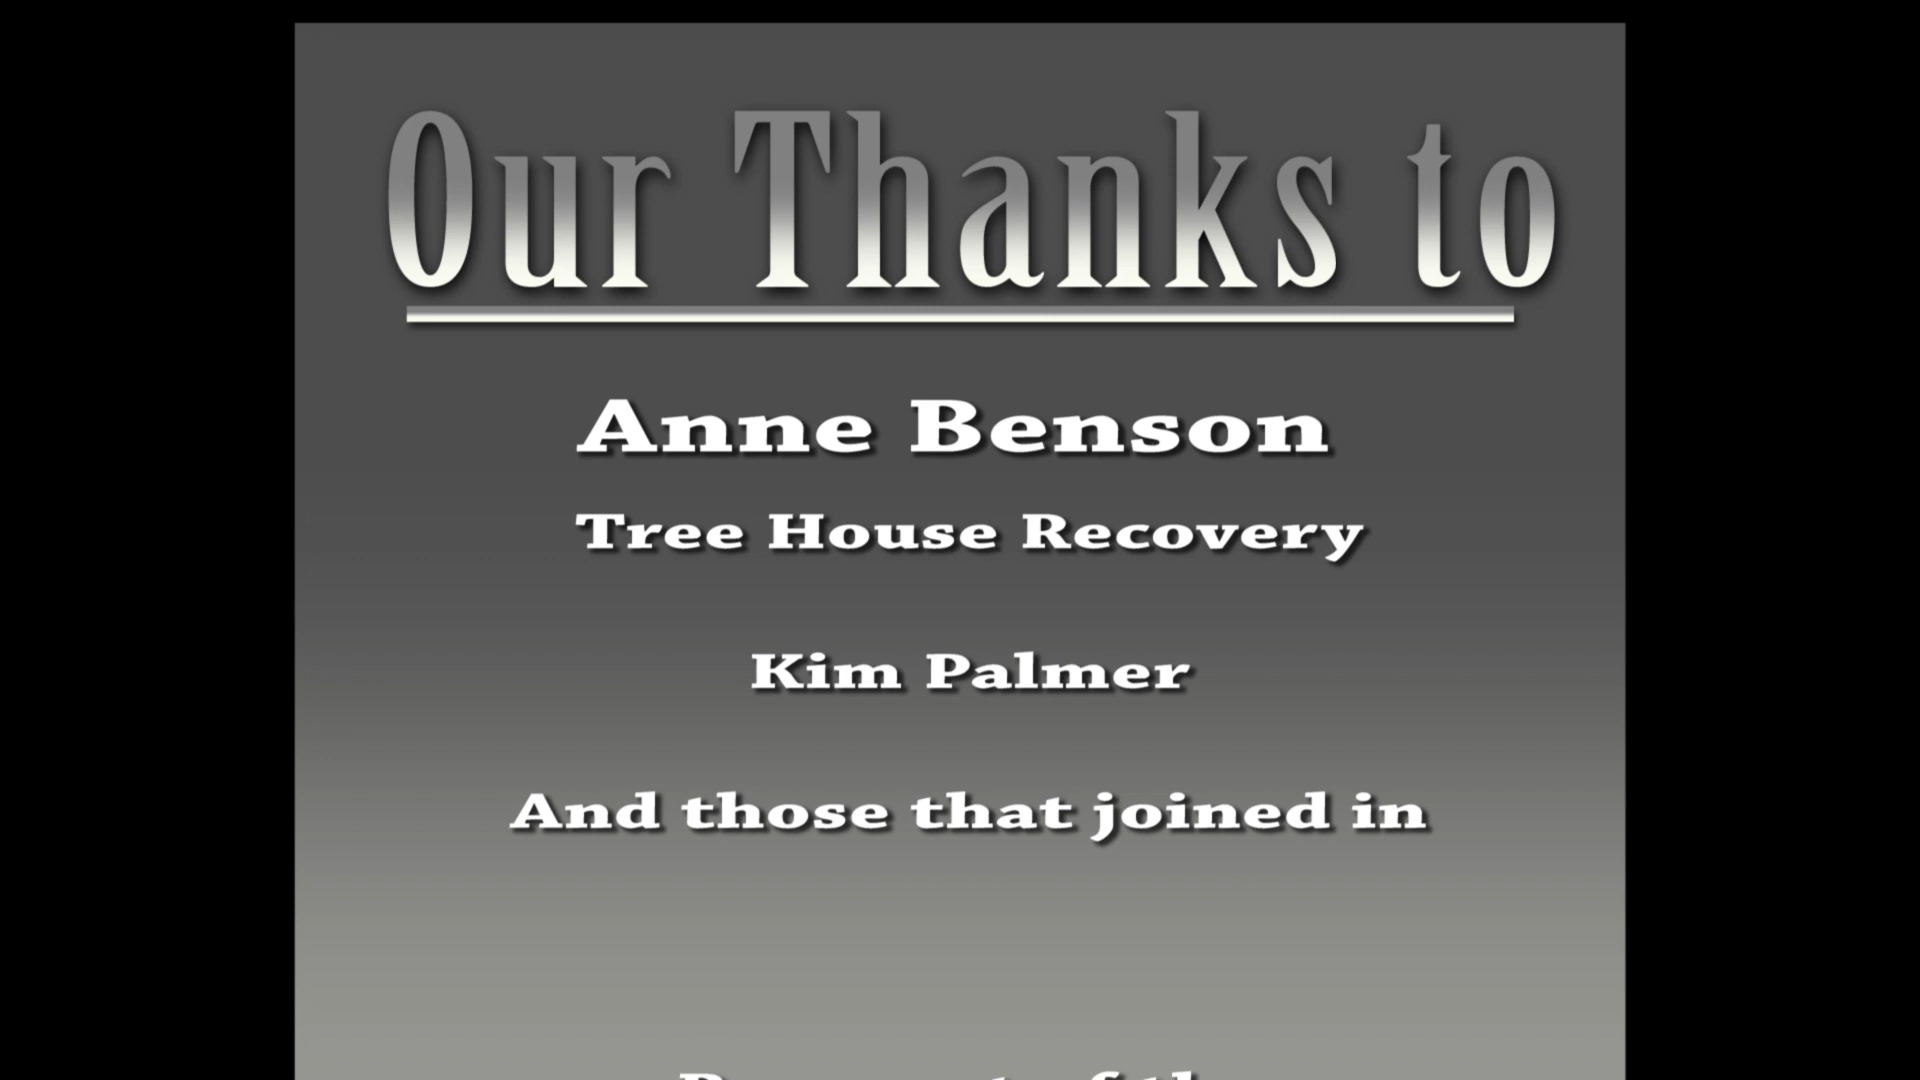 Our Thanks to
Anne Benson
Tree House Recovery
Kim Palmer
And those that joined in